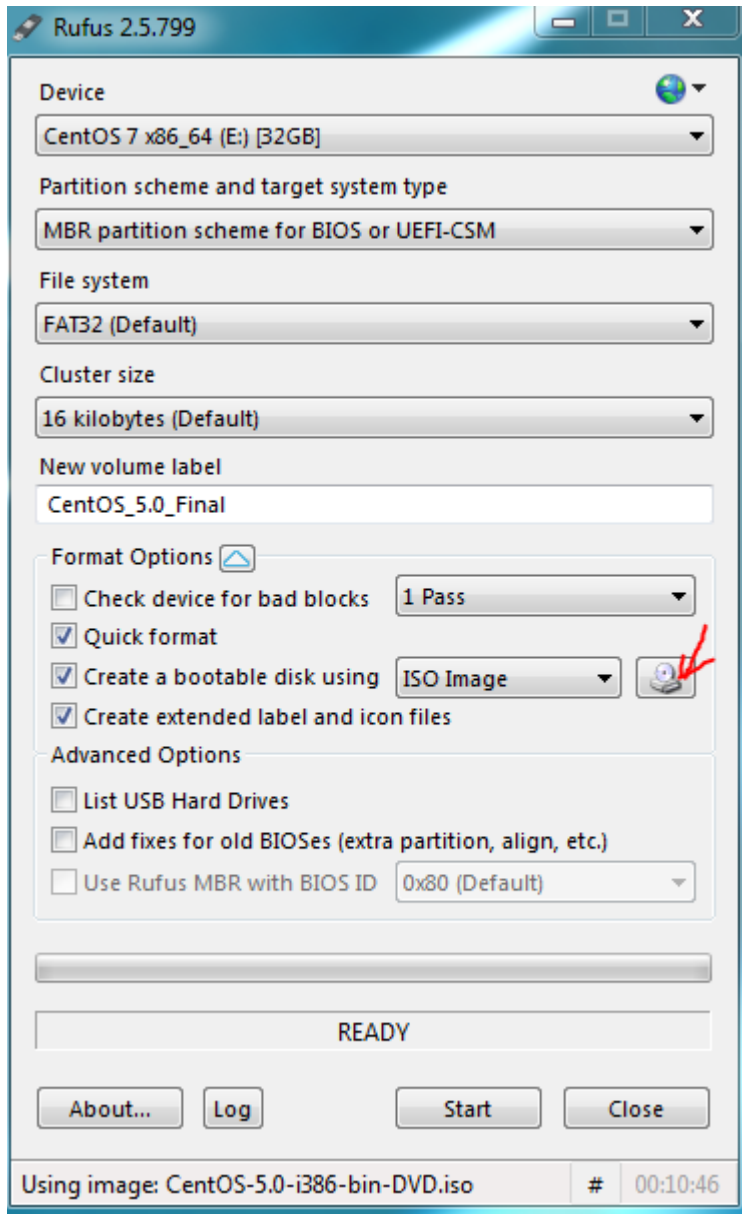 Rufus 2.5.799
Device
CentOS 7 x86_64 (E:) [32GB]
Partition scheme and target system type
MBR partition scheme for BIOS or UEFI-CSM
File system
FAT32 (Default)
Cluster size
16 kilobytes (Default)
New volume label
CentOS_5.0_Final
Format Options
Check device for bad blocks 1 Pass
Quick format
Create a bootable disk using ISO Image
Create extended label and icon files
Advanced Options
List USB Hard Drives
Add fixes for old BIOSes (extra partition, align, etc.)
Use Rufus MBR with BIOS ID 0x80 (Default)
READY
About... Log Start Close
Using image: CentOS-5.0-i386-bin-DVD.iso # 00:10:46